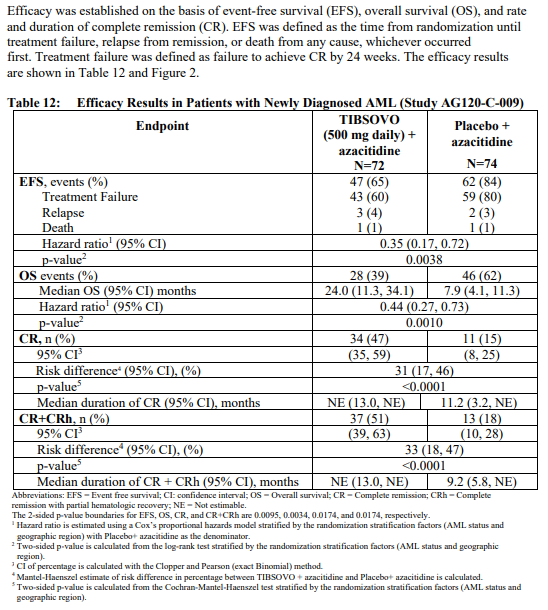 Efficacy was established on the basis of event-free survival (EFS), overall survival (OS), and rate
and duration of complete remission (CR). EFS was defined as the time from randomization until
treatment failure, relapse from remission, or death from any cause, whichever occurred
first. Treatment failure was defined as failure to achieve CR by 24 weeks. The efficacy results
are shown in Table 12 and Figure 2.
Table 12: Efficacy Results in Patients with Newly Diagnosed AML (Study AG120-C-009)
Endpoint TIBSOVO (500 mg daily) + azacitidine N=72 Placebo + azacitidine N=74
EFS, events (%) 47 (65) 62 (84)
Treatment Failure 43 (60) 59 (80)
Relapse 3 (4) 2 (3)
Death 1 (1) 1 (1)
Hazard ratio¹ (95% CI) 0.35 (0.17, 0.72)
p-value² 0.0038
OS events (%) 28 (39) 46 (62)
Median OS (95% CI) months 24.0 (11.3, 34.1) 7.9 (4.1, 11.3)
Hazard ratio¹ (95% CI) 0.44 (0.27, 0.73)
p-value² 0.0010
CR, n (%) 34 (47) 11 (15)
95% CI³ (35, 59) (8, 25)
Risk difference⁴ (95% CI), (%) 31 (17, 46)
p-value⁵ <0.0001
Median duration of CR (95% CI), months NE (13.0, NE) 11.2 (3.2, NE)
CR+CRh, n (%) 37 (51) 13 (18)
95% CI³ (39, 63) (10, 28)
Risk difference⁴ (95% CI), (%) 33 (18, 47)
p-value⁵ <0.0001
Median duration of CR + CRh (95% CI), months NE (13.0, NE) 9.2 (5.8, NE)
Abbreviations: EFS = Event free survival; CI: confidence interval; OS = Overall survival; CR = Complete remission; CRh = Complete
remission with partial hematologic recovery; NE = Not estimable.
The 2-sided p-value boundaries for EFS, OS, CR, and CR+CRh are 0.0095, 0.0034, 0.0174, and 0.0174, respectively.
¹ Hazard ratio is estimated using a Cox's proportional hazards model stratified by the randomization stratification factors (AML status and
geographic region) with Placebo+ azacitidine as the denominator.
² Two-sided p-value is calculated from the log-rank test stratified by the randomization stratification factors (AML status and geographic
region).
³ CI of percentage is calculated with the Clopper and Pearson (exact Binomial) method.
⁴ Mantel-Haenszel estimate of risk difference in percentage between TIBSOVO + azacitidine and Placebo+ azacitidine is calculated.
⁵ Two-sided p-value is calculated from the Cochran-Mantel-Haenszel test stratified by the randomization stratification factors (AML status and
geographic region).